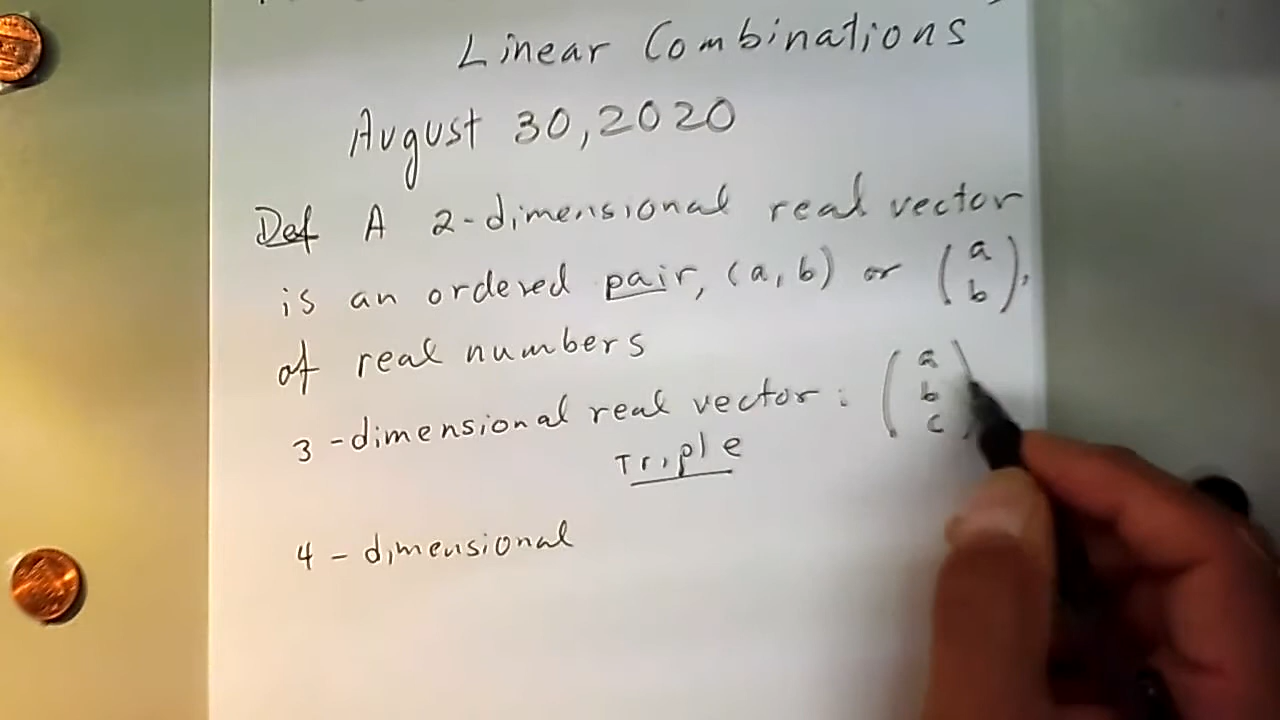 Linear Combinations
August 30, 2020
Def A 2-dimensional real vector
is an ordered pair, (a, b) or (a b),
of real numbers
3-dimensional real vector: (a b c)
Triple
4-dimensional